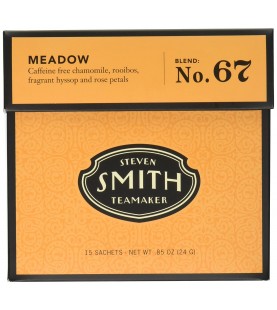 MEADOW
Caffeine free chamomile, rooibos,
fragrant hyssop and rose petals
BLEND:
No. 67
STEVEN
SMITH
TEAMAKER
15 SACHETS • NET WT .85 OZ (24 G)